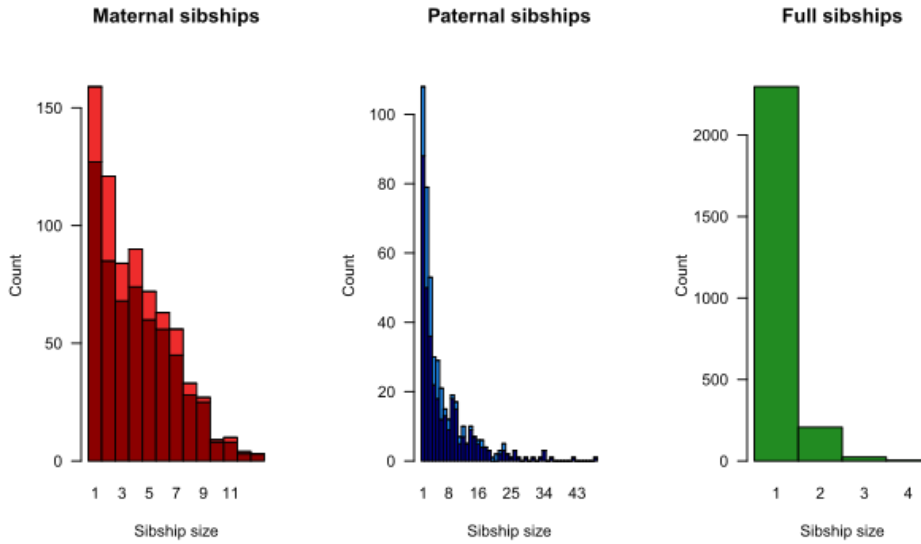 Maternal sibships
150
100
50
0
Count
1 3 5 7 9 11
Sibship size
Paternal sibships
100
80
60
40
20
0
Count
1 8 16 25 34 43
Sibship size
Full sibships
2000
1500
1000
500
0
Count
1 2 3 4
Sibship size